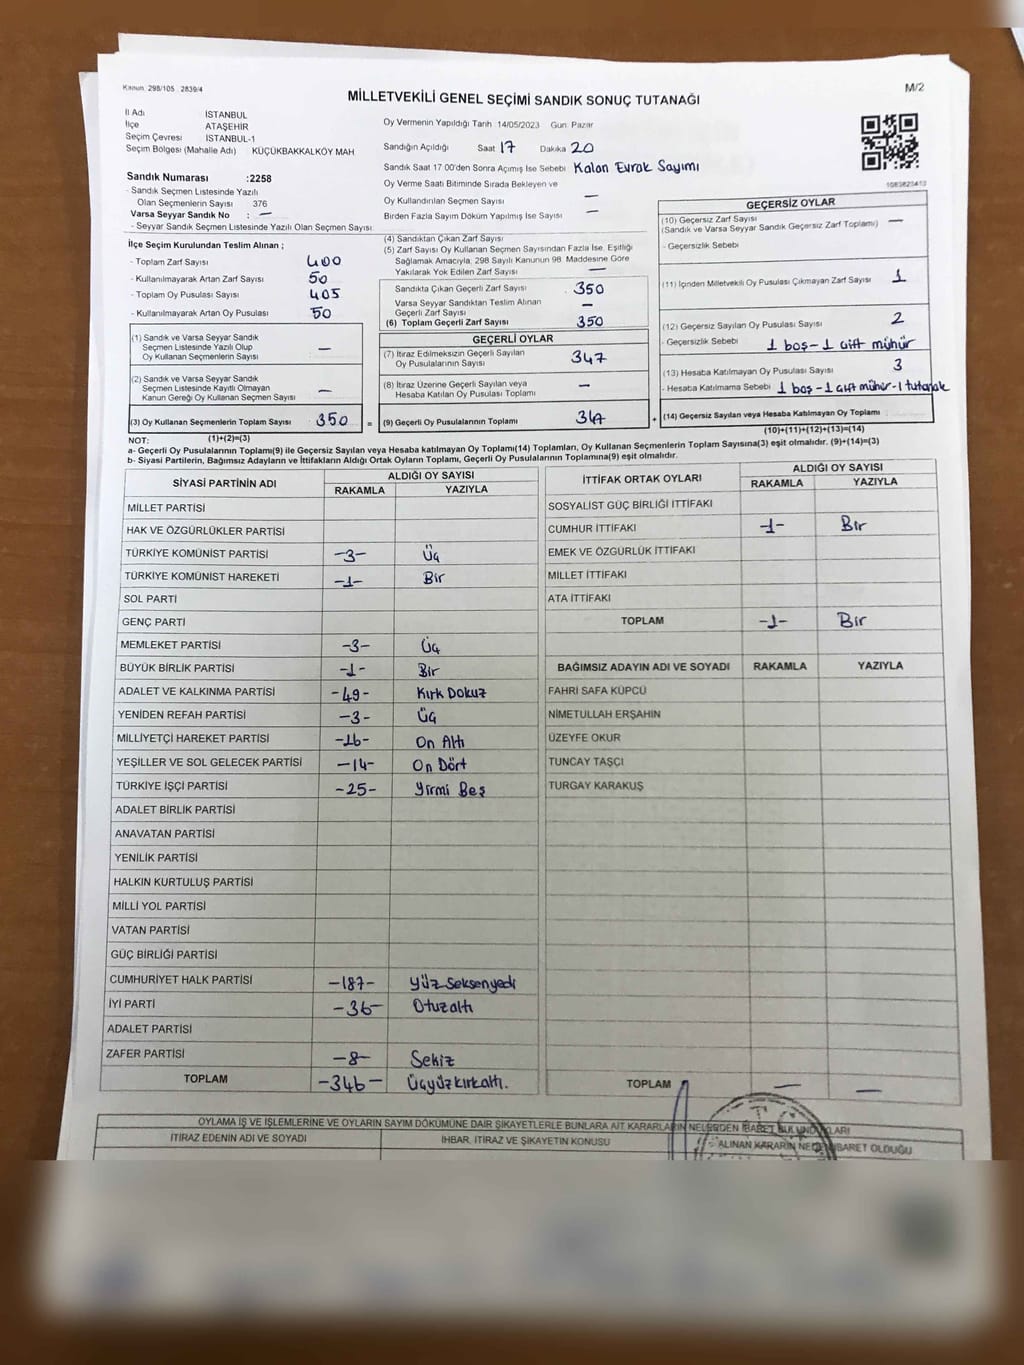 Kanun 298/105 2839/4
M/2
MİLLETVEKİLİ GENEL SEÇİMİ SANDIK SONUÇ TUTANAĞI
İl Adı İSTANBUL
İlçe ATAŞEHİR
Seçim Çevresi İSTANBUL-1
Seçim Bölgesi (Mahalle Adı) KÜÇÜKBAKKALKÖY MAH
Sandık Numarası :2258
- Sandık Seçmen Listesinde Yazılı
Olan Seçmenlerin Sayısı 376
Varsa Seyyar Sandık No : —
- Seyyar Sandık Seçmen Listesinde Yazılı Olan Seçmen Sayısı:
Oy Vermenin Yapıldığı Tarih 14/05/2023 Gün: Pazar
Sandığın Açıldığı Saat 17 Dakika 20
Sandık Saat 17:00'den Sonra Açımış İse Sebebi Kalan Evrak Sayımı
Oy Verme Saati Bitiminde Sırada Bekleyen ve
Oy Kullandırılan Seçmen Sayısı —
Birden Fazla Sayım Döküm Yapılmış İse Sayısı —
1083825413
İlçe Seçim Kurulundan Teslim Alınan ;
- Toplam Zarf Sayısı 400
- Kullanılmayarak Artan Zarf Sayısı 50
- Toplam Oy Pusulası Sayısı 405
- Kullanılmayarak Artan Oy Pusulası 50
(1) Sandık ve Varsa Seyyar Sandık
Seçmen Listesinde Yazılı Olup
Oy Kullanan Seçmenlerin Sayısı —
(2) Sandık ve Varsa Seyyar Sandık
Seçmen Listesinde Kayıtlı Olmayan
Kanun Gereği Oy Kullanan Seçmen Sayısı —
(3) Oy Kullanan Seçmenlerin Toplam Sayısı 350 =
(1)+(2)=(3)
(4) Sandıktan Çıkan Zarf Sayısı
(5) Zarf Sayısı Oy Kullanan Seçmen Sayısından Fazla İse, Eşitliği
Sağlamak Amacıyla; 298 Sayılı Kanunun 98. Maddesine Göre
Yakılarak Yok Edilen Zarf Sayısı —
Sandıkta Çıkan Geçerli Zarf Sayısı 350
Varsa Seyyar Sandıktan Teslim Alınan
Geçerli Zarf Sayısı —
(6) Toplam Geçerli Zarf Sayısı 350
GEÇERLİ OYLAR
(7) İtiraz Edilmeksizin Geçerli Sayılan
Oy Pusulalarının Sayısı 347
(8) İtiraz Üzerine Geçerli Sayılan veya
Hesaba Katılan Oy Pusulası Toplamı —
(9) Geçerli Oy Pusulalarının Toplamı 347 +
GEÇERSİZ OYLAR
(10) Geçersiz Zarf Sayısı
(Sandık ve Varsa Seyyar Sandık Geçersiz Zarf Toplamı) —
- Geçersizlik Sebebi
(11) İçinden Milletvekili Oy Pusulası Çıkmayan Zarf Sayısı 1
(12) Geçersiz Sayılan Oy Pusulası Sayısı 2
- Geçersizlik Sebebi 1 boş-1 çift mühür
(13) Hesaba Katılmayan Oy Pusulası Sayısı 3
- Hesaba Katılmama Sebebi 1 boş-1 çift mühür-1 tutanak
(14) Geçersiz Sayılan veya Hesaba Katılmayan Oy Toplamı
(10)+(11)+(12)+(13)=(14)
NOT:
a- Geçerli Oy Pusulalarının Toplamı(9) ile Geçersiz Sayılan veya Hesaba katılmayan Oy Toplamı(14) Toplamları, Oy Kullanan Seçmenlerin Toplam Sayısına(3) eşit olmalıdır. (9)+(14)=(3)
b- Siyasi Partilerin, Bağımsız Adayların ve İttifakların Aldığı Ortak Oyların Toplamı, Geçerli Oy Pusulalarının Toplamına(9) eşit olmalıdır.
SİYASİ PARTİNİN ADI ALDIĞI OY SAYISI
RAKAMLA YAZIYLA
MİLLET PARTİSİ
HAK VE ÖZGÜRLÜKLER PARTİSİ
TÜRKİYE KOMÜNİST PARTİSİ -3- Üç
TÜRKİYE KOMÜNİST HAREKETİ -1- Bir
SOL PARTİ
GENÇ PARTİ
MEMLEKET PARTİSİ -3- Üç
BÜYÜK BİRLİK PARTİSİ -1- Bir
ADALET VE KALKINMA PARTİSİ -49- Kırk Dokuz
YENİDEN REFAH PARTİSİ -3- Üç
MİLLİYETÇİ HAREKET PARTİSİ -16- On Altı
YEŞİLLER VE SOL GELECEK PARTİSİ -14- On Dört
TÜRKİYE İŞÇİ PARTİSİ -25- Yirmi Beş
ADALET BİRLİK PARTİSİ
ANAVATAN PARTİSİ
YENİLİK PARTİSİ
HALKIN KURTULUŞ PARTİSİ
MİLLİ YOL PARTİSİ
VATAN PARTİSİ
GÜÇ BİRLİĞİ PARTİSİ
CUMHURİYET HALK PARTİSİ -187- Yüz Seksenyedi
İYİ PARTİ -36- Otuzaltı
ADALET PARTİSİ
ZAFER PARTİSİ -8- Sekiz
TOPLAM -346- Üçyüzkırkaltı.
İTTİFAK ORTAK OYLARI ALDIĞI OY SAYISI
RAKAMLA YAZIYLA
SOSYALİST GÜÇ BİRLİĞİ İTTİFAKI
CUMHUR İTTİFAKI -1- Bir
EMEK VE ÖZGÜRLÜK İTTİFAKI
MİLLET İTTİFAKI
ATA İTTİFAKI
TOPLAM -1- Bir
BAĞIMSIZ ADAYIN ADI VE SOYADI RAKAMLA YAZIYLA
FAHRİ SAFA KÜPCÜ
NİMETULLAH ERŞAHIN
ÜZEYFE OKUR
TUNCAY TAŞÇI
TURGAY KARAKUŞ
TOPLAM — —
OYLAMA İŞ VE İŞLEMLERİNE VE OYLARIN SAYIM DÖKÜMÜNE DAİR ŞİKAYETLERLE BUNLARA AİT KARARLARIN NELERDEN İBARET BULUNDUKLARI
İTİRAZ EDENİN ADI VE SOYADI İHBAR, İTİRAZ VE ŞİKAYETİN KONUSU ALINAN KARARIN NEDEN İBARET OLDUĞU
T C